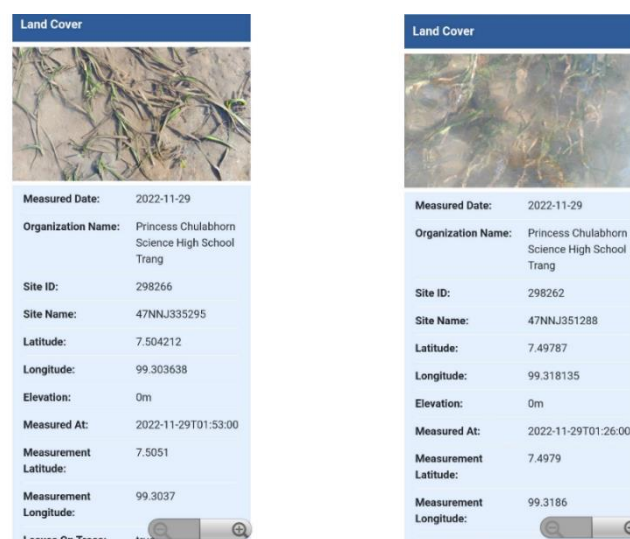 Land Cover
Measured Date: 2022-11-29
Organization Name: Princess Chulabhorn
Science High School
Trang
Site ID: 298266
Site Name: 47NNJ335295
Latitude: 7.504212
Longitude: 99.303638
Elevation: 0m
Measured At: 2022-11-29T01:53:00
Measurement 7.5051
Latitude:
Measurement 99.3037
Longitude:
Land Cover
Measured Date: 2022-11-29
Organization Name: Princess Chulabhorn
Science High School
Trang
Site ID: 298262
Site Name: 47NNJ351288
Latitude: 7.49787
Longitude: 99.318135
Elevation: 0m
Measured At: 2022-11-29T01:26:00
Measurement 7.4979
Latitude:
Measurement 99.3186
Longitude: